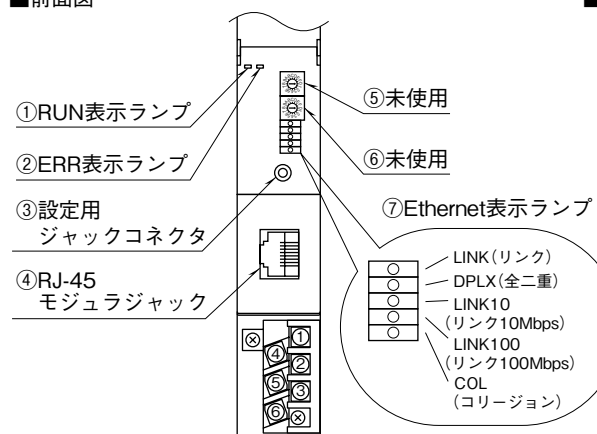 ■前面図
■
①RUN表示ランプ
②ERR表示ランプ
③設定用
ジャックコネクタ
④RJ-45
モジュラジャック
⑤未使用
⑥未使用
⑦Ethernet表示ランプ
LINK(リンク)
DPLX(全二重)
LINK10
(リンク10Mbps)
LINK100
(リンク100Mbps)
COL
(コリージョン)
①
④
②
⑤
③
⑥